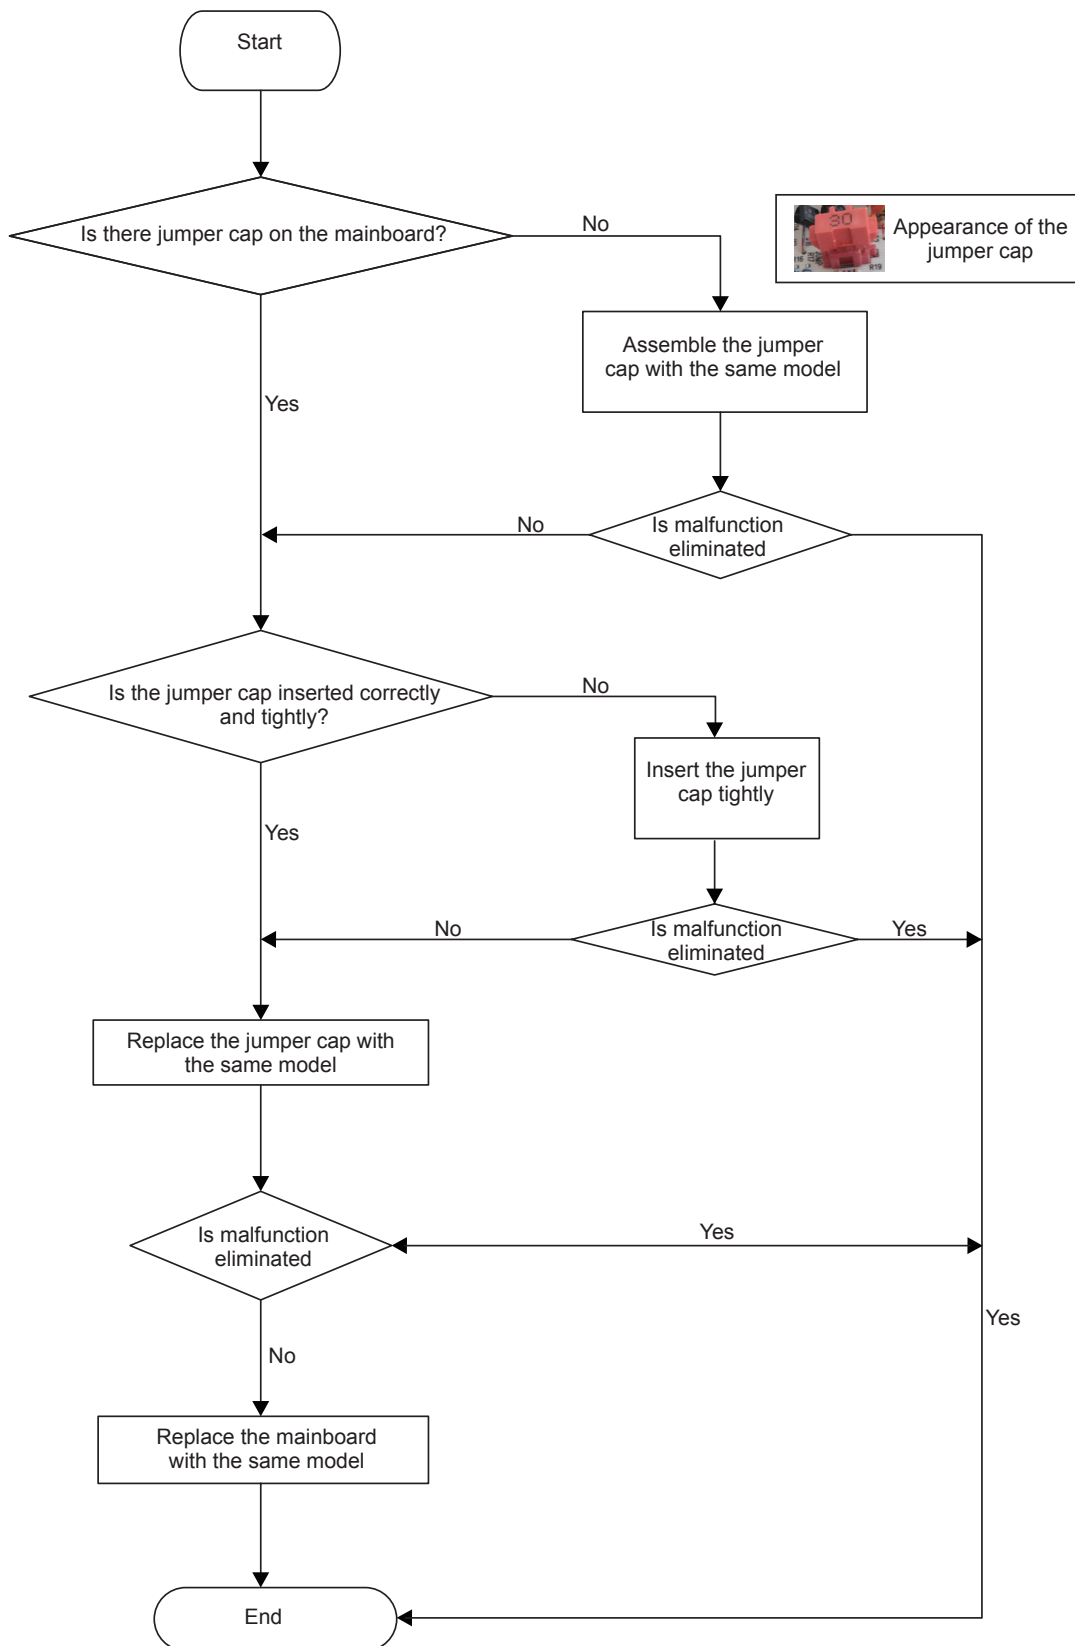 Start
Is there jumper cap on the mainboard?
No
30
R19
Appearance of the
jumper cap
Assemble the jumper
cap with the same model
Yes
No
Is malfunction
eliminated
Is the jumper cap inserted correctly
and tightly?
No
Insert the jumper
cap tightly
Yes
No
Is malfunction
eliminated
Yes
Replace the jumper cap with
the same model
Is malfunction
eliminated
Yes
Yes
No
Replace the mainboard
with the same model
End